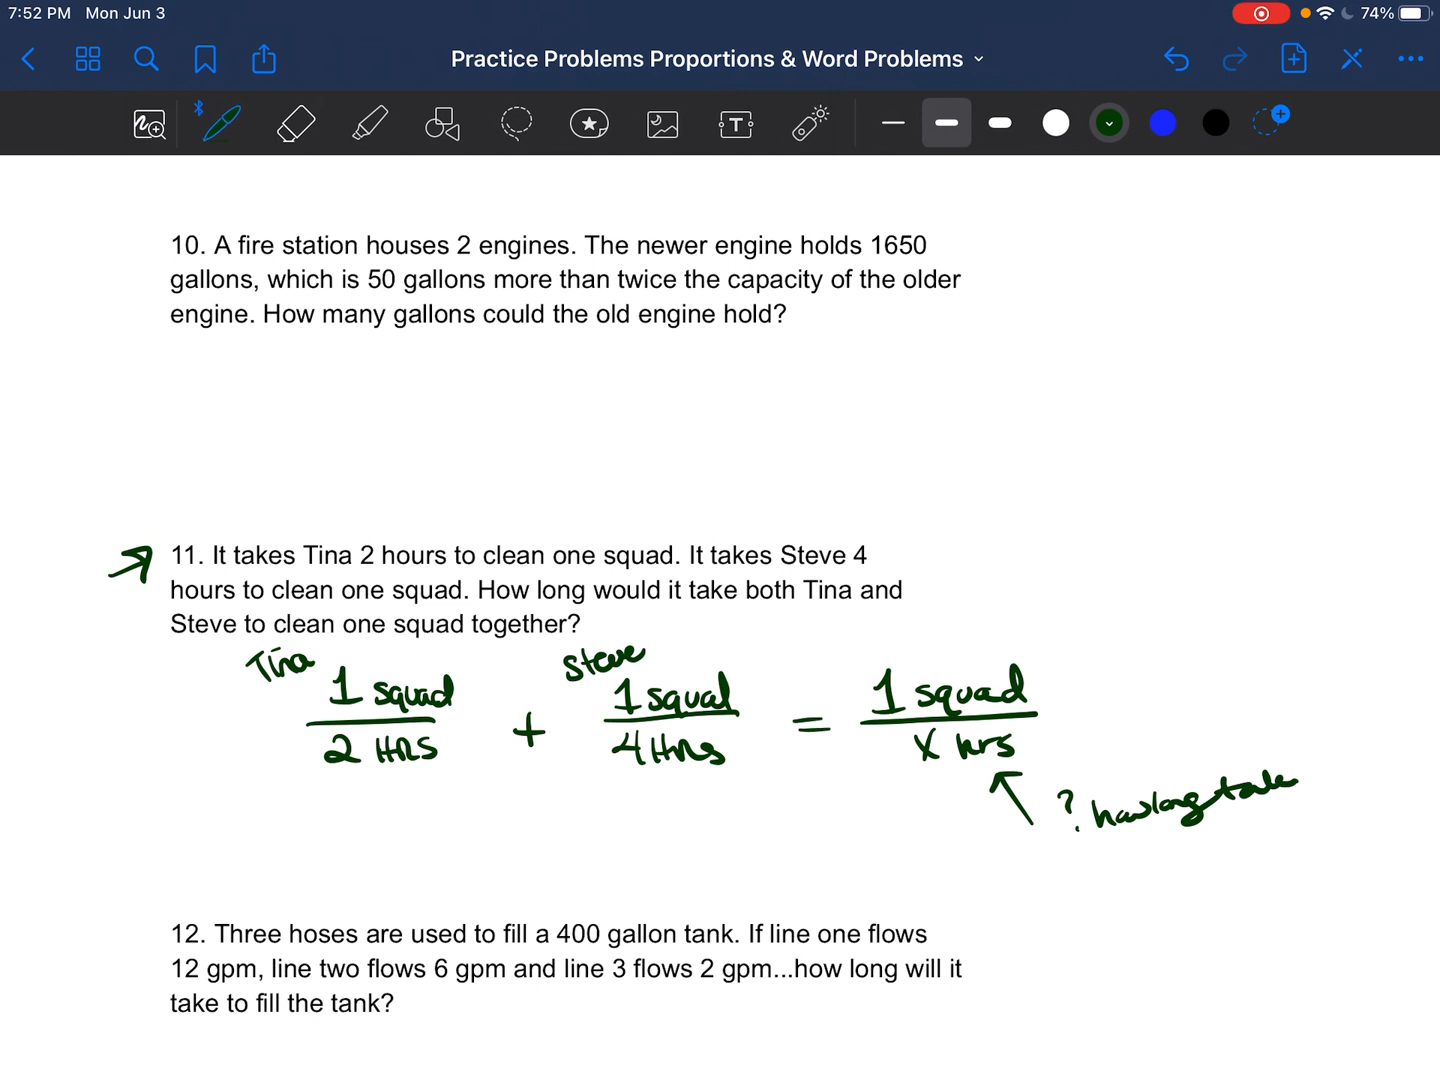 7:52 PM Mon Jun 3 74%
Practice Problems Proportions & Word Problems
T
10. A fire station houses 2 engines. The newer engine holds 1650
gallons, which is 50 gallons more than twice the capacity of the older
engine. How many gallons could the old engine hold?
11. It takes Tina 2 hours to clean one squad. It takes Steve 4
hours to clean one squad. How long would it take both Tina and
Steve to clean one squad together?
Tina Steve
1 squad 1 squad 1 squad
+ =
2 HRS 4 HRS x hrs
? how long take
12. Three hoses are used to fill a 400 gallon tank. If line one flows
12 gpm, line two flows 6 gpm and line 3 flows 2 gpm...how long will it
take to fill the tank?